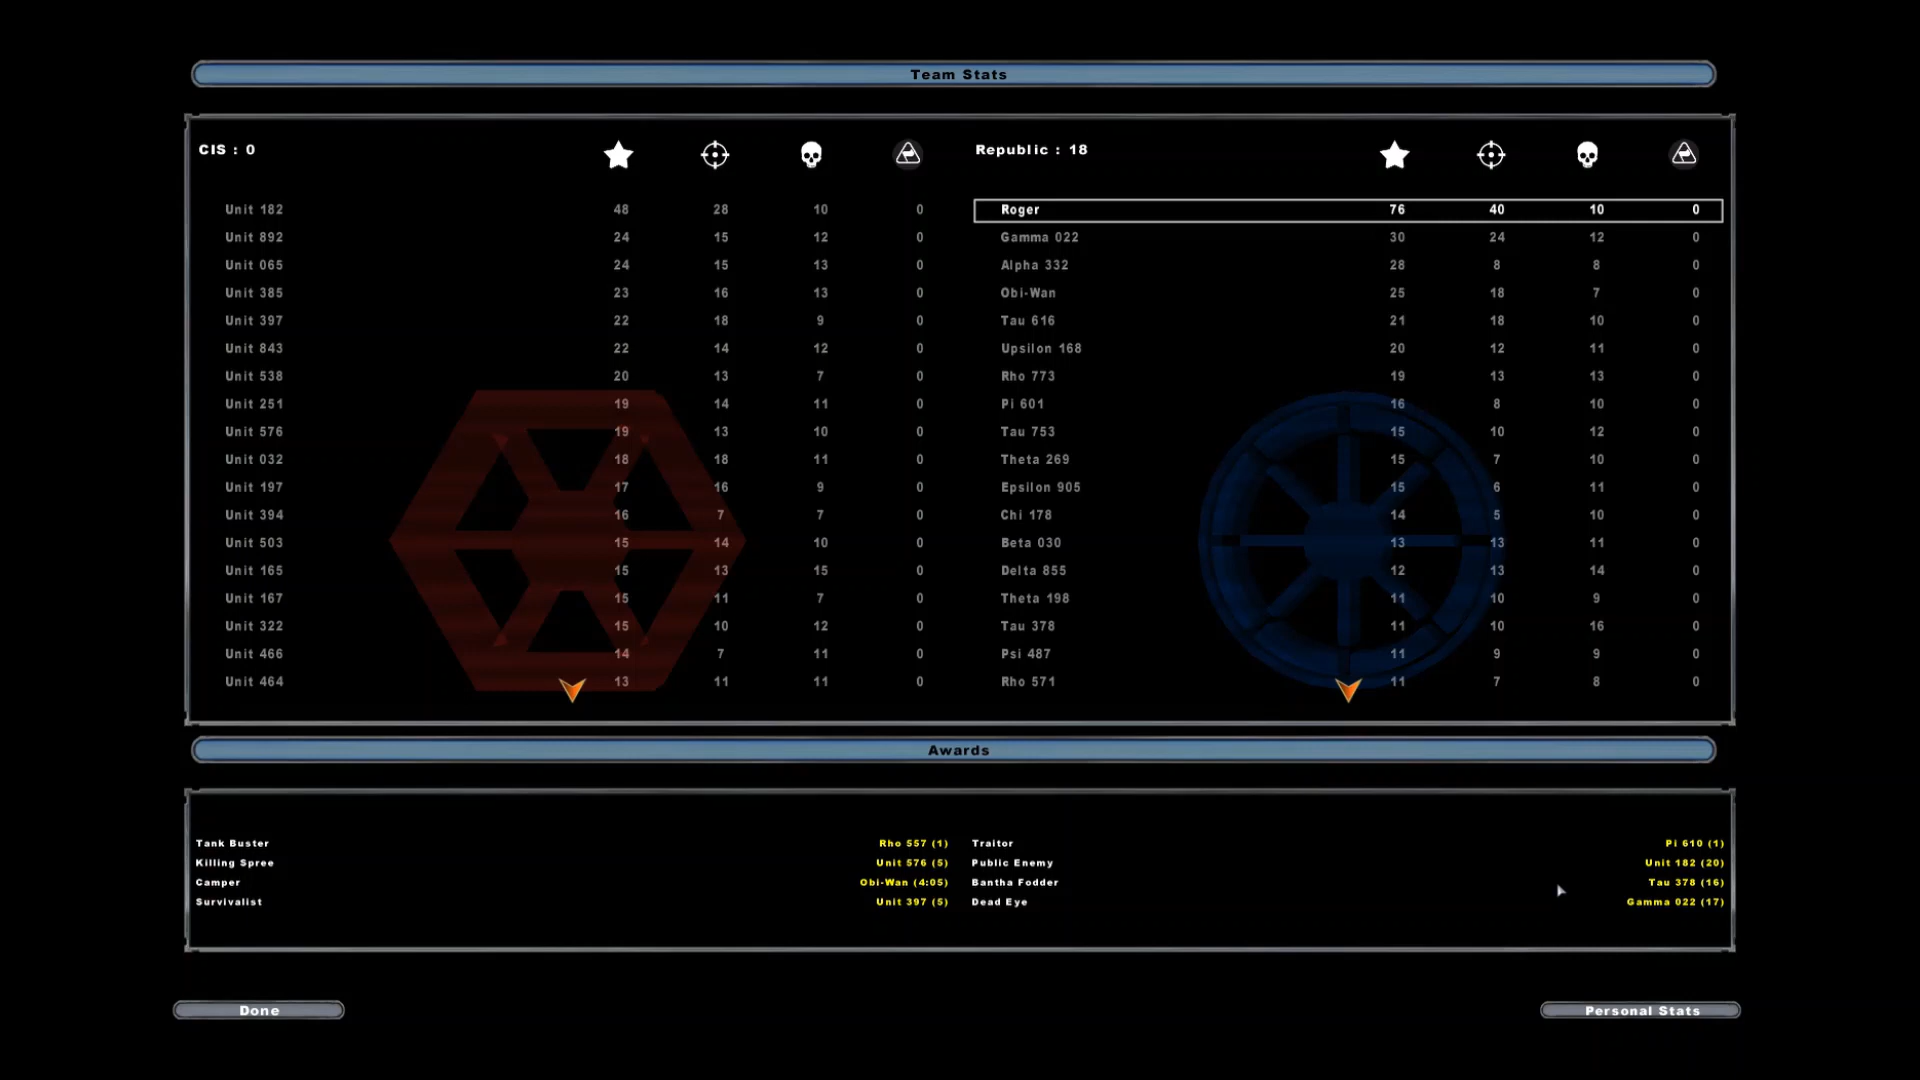 Team Stats
CIS : 0
Unit 182 48 28 10 0
Unit 892 24 15 12 0
Unit 065 24 15 13 0
Unit 385 23 16 13 0
Unit 397 22 18 9 0
Unit 843 22 14 12 0
Unit 538 20 13 7 0
Unit 251 19 14 11 0
Unit 576 19 13 10 0
Unit 032 18 18 11 0
Unit 197 17 16 9 0
Unit 394 16 7 7 0
Unit 503 15 14 10 0
Unit 165 15 13 15 0
Unit 167 15 11 7 0
Unit 322 15 10 12 0
Unit 466 14 7 11 0
Unit 464 13 11 11 0
Republic : 18
Roger 76 40 10 0
Gamma 022 30 24 12 0
Alpha 332 28 8 8 0
Obi-Wan 25 18 7 0
Tau 616 21 18 10 0
Upsilon 168 20 12 11 0
Rho 773 19 13 13 0
Pi 601 16 8 10 0
Tau 753 15 10 12 0
Theta 269 15 7 10 0
Epsilon 905 15 6 11 0
Chi 178 14 5 10 0
Beta 030 13 13 11 0
Delta 855 12 13 14 0
Theta 198 11 10 9 0
Tau 378 11 10 16 0
Psi 487 11 9 9 0
Rho 571 11 7 8 0
Awards
Tank Buster Rho 557 (1)
Killing Spree Unit 576 (5)
Camper Obi-Wan (4:05)
Survivalist Unit 397 (5)
Traitor Pi 610 (1)
Public Enemy Unit 182 (20)
Bantha Fodder Tau 378 (16)
Dead Eye Gamma 022 (17)
Done
Personal Stats